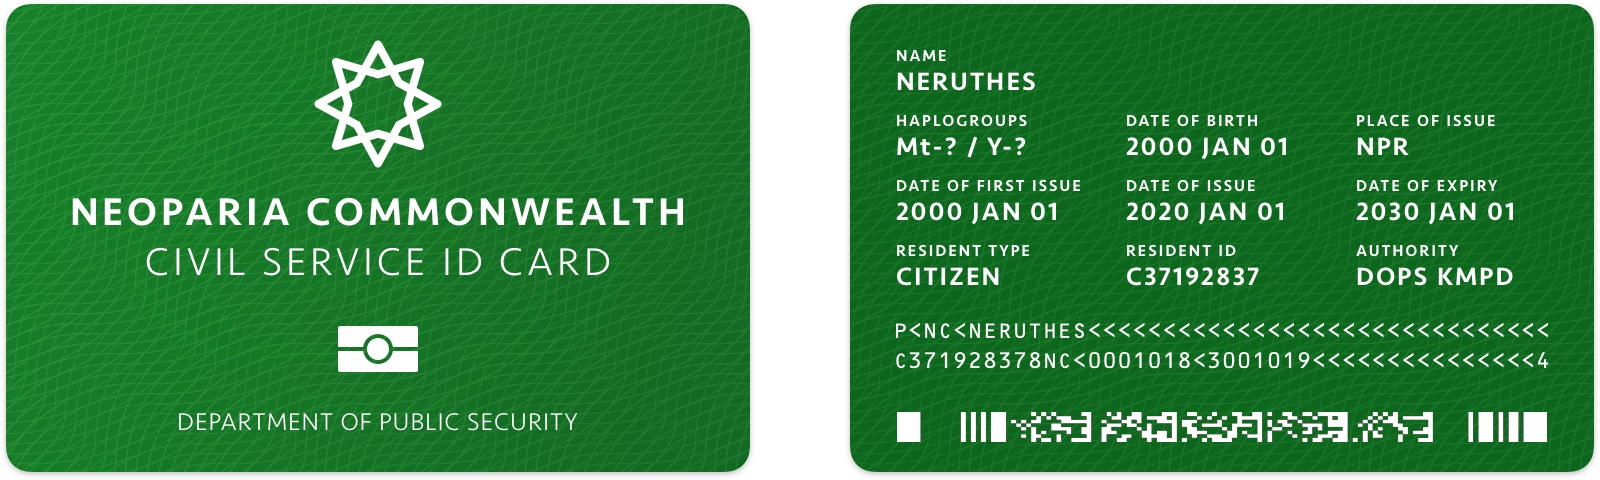 NEOPARIA COMMONWEALTH
CIVIL SERVICE ID CARD
DEPARTMENT OF PUBLIC SECURITY
NAME
NERUTHES
HAPLOGROUPS DATE OF BIRTH PLACE OF ISSUE
Mt-? / Y-? 2000 JAN 01 NPR
DATE OF FIRST ISSUE DATE OF ISSUE DATE OF EXPIRY
2000 JAN 01 2020 JAN 01 2030 JAN 01
RESIDENT TYPE RESIDENT ID AUTHORITY
CITIZEN C37192837 DOPS KMPD
P<NC<NERUTHES<<<<<<<<<<<<<<<<<<<<<<<<<<<<<<<
C371928378NC<0001018<3001019<<<<<<<<<<<<<<<4